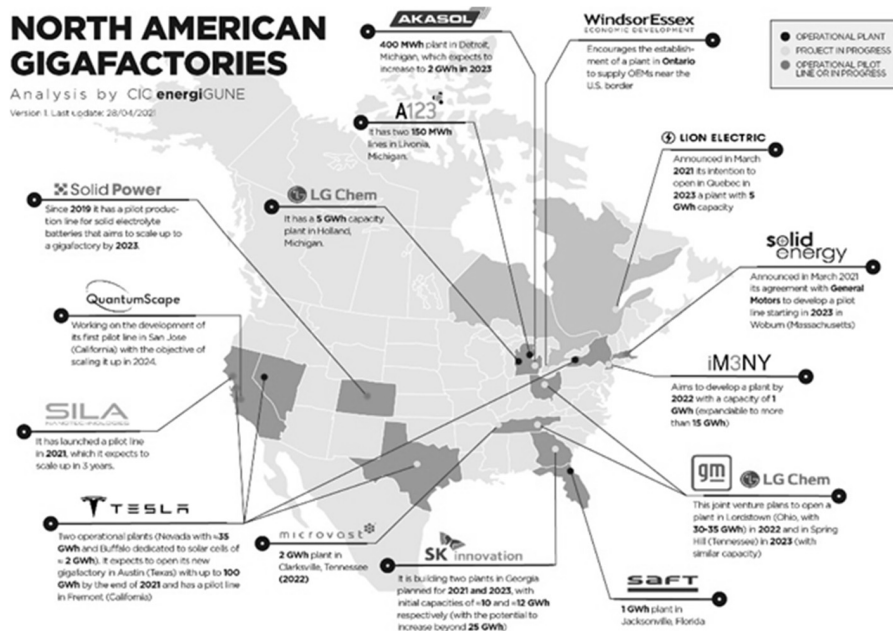 NORTH AMERICAN
GIGAFACTORIES
Analysis by CIC energiGUNE
Version 1. Last update: 28/04/2021
AKASOL
400 MWh plant in Detroit,
Michigan, which expects to
increase to 2 GWh in 2023
WindsorEssex
ECONOMIC DEVELOPMENT
Encourages the establish-
ment of a plant in Ontario
to supply OEMs near the
U.S. border
OPERATIONAL PLANT
PROJECT IN PROGRESS
OPERATIONAL PILOT
LINE OR IN PROGRESS
A123
It has two 150 MWh
lines in Livonia,
Michigan.
LION ELECTRIC
Announced in March
2021 its intention to
open in Quebec in
2023 a plant with 5
GWh capacity
Solid Power
Since 2019 it has a pilot produc-
tion line for solid electrolyte
batteries that aims to scale up to
a gigafactory by 2023.
LG Chem
It has a 5 GWh capacity
plant in Holland,
Michigan.
solid
energy
Announced in March 2021
its agreement with General
Motors to develop a pilot
line starting in 2023 in
Woburn (Massachusetts)
QuantumScape
Working on the development of
its first pilot line in San Jose
(California) with the objective of
scaling it up in 2024.
iM3NY
Aims to develop a plant by
2022 with a capacity of 1
GWh (expandable to more
than 15 GWh)
SILA
NANOTECHNOLOGIES
It has launched a pilot line
in 2021, which it expects to
scale up in 3 years.
gm LG Chem
This joint venture plans to open a
plant in Lordstown (Ohio, with
30-35 GWh) in 2022 and in Spring
Hill (Tennessee) in 2023 (with
similar capacity)
TESLA
Two operational plants (Nevada with ≈35
GWh and Buffalo dedicated to solar cells of
≈ 2 GWh). It expects to open its new
gigafactory in Austin (Texas) with up to 100
GWh by the end of 2021 and has a pilot line
in Fremont (California)
microvast
2 GWh plant in
Clarksville, Tennessee
(2022)
SK innovation
It is building two plants in Georgia
planned for 2021 and 2023, with
initial capacities of ≈10 and ≈12 GWh
respectively (with the potential to
increase beyond 25 GWh)
saft
1 GWh plant in
Jacksonville, Florida